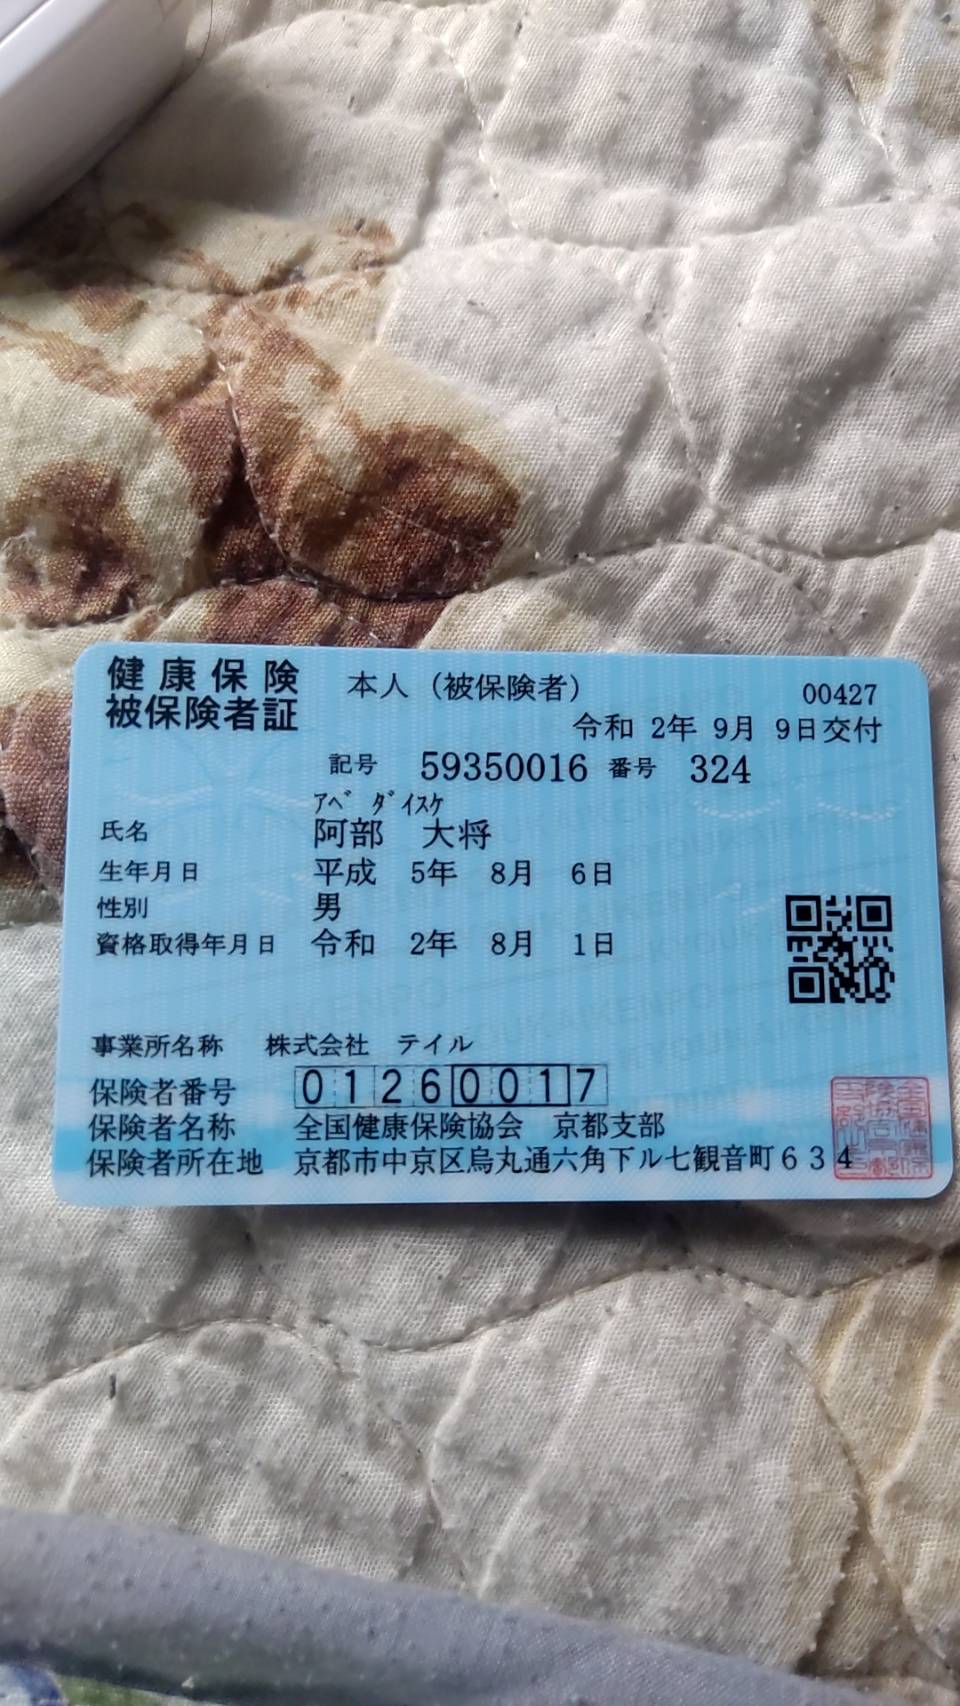 健康保険
被保険者証
本人（被保険者）
00427
令和 2年 9月 9日交付
記号 59350016 番号 324
ｱﾍﾞ ﾀﾞｲｽｹ
氏名 阿部 大将
生年月日 平成 5年 8月 6日
性別 男
資格取得年月日 令和 2年 8月 1日
事業所名称 株式会社 テイル
保険者番号 01260017
保険者名称 全国健康保険協会 京都支部
保険者所在地 京都市中京区烏丸通六角下ル七観音町６３４